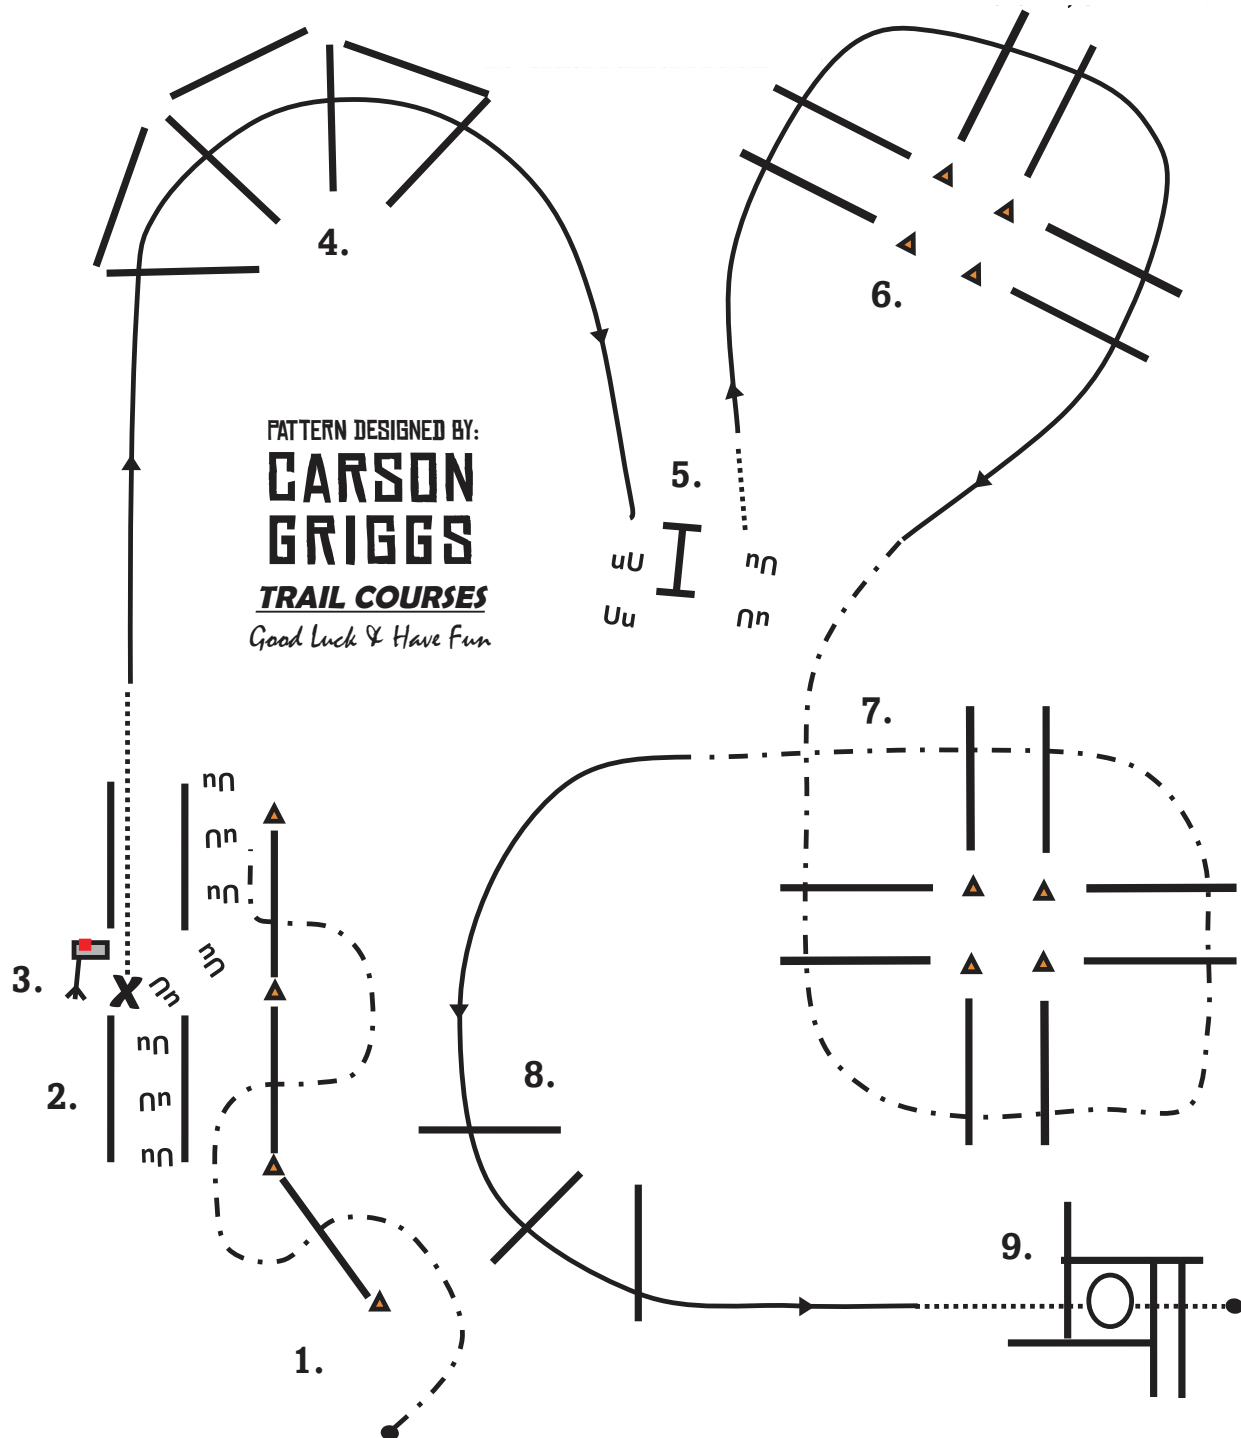 4.
6.
PATTERN DESIGNED BY:
CARSON
GRIGGS
TRAIL COURSES
Good Luck & Have Fun
5.
7.
3.
X
2.
8.
9.
1.